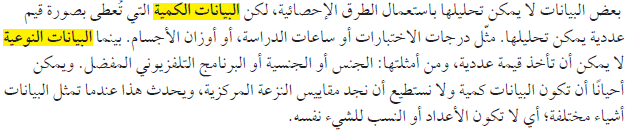 بعض البيانات لا يمكن تحليلها باستعمال الطرق الإحصائية، لكن البيانات الكمية التي تُعطى بصورة قيم
عددية يمكن تحليلها. مثّل درجات الاختبارات أو ساعات الدراسة، أو أوزان الأجسام. بينما البيانات النوعية
لا يمكن أن تأخذ قيمة عددية، ومن أمثلتها: الجنس أو الجنسية أو البرنامج التلفزيوني المفضل. ويمكن
أحيانًا أن تكون البيانات كمية ولا نستطيع أن نجد مقاييس النزعة المركزية، ويحدث هذا عندما تمثل البيانات
أشياء مختلفة؛ أي لا تكون الأعداد أو النسب للشيء نفسه.